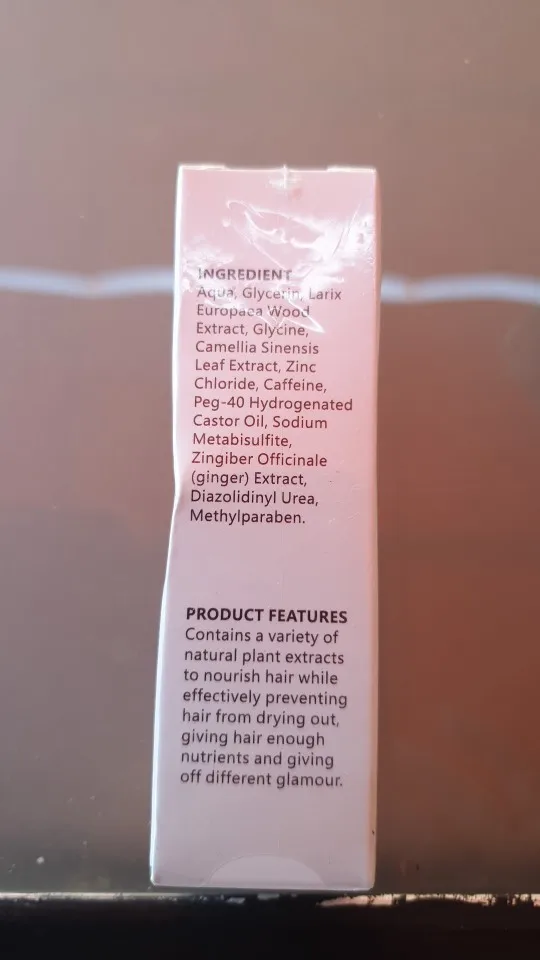 INGREDIENT
Aqua, Glycerin, Larix
Europaea Wood
Extract, Glycine,
Camellia Sinensis
Leaf Extract, Zinc
Chloride, Caffeine,
Peg-40 Hydrogenated
Castor Oil, Sodium
Metabisulfite,
Zingiber Officinale
(ginger) Extract,
Diazolidinyl Urea,
Methylparaben.
PRODUCT FEATURES
Contains a variety of
natural plant extracts
to nourish hair while
effectively preventing
hair from drying out,
giving hair enough
nutrients and giving
off different glamour.